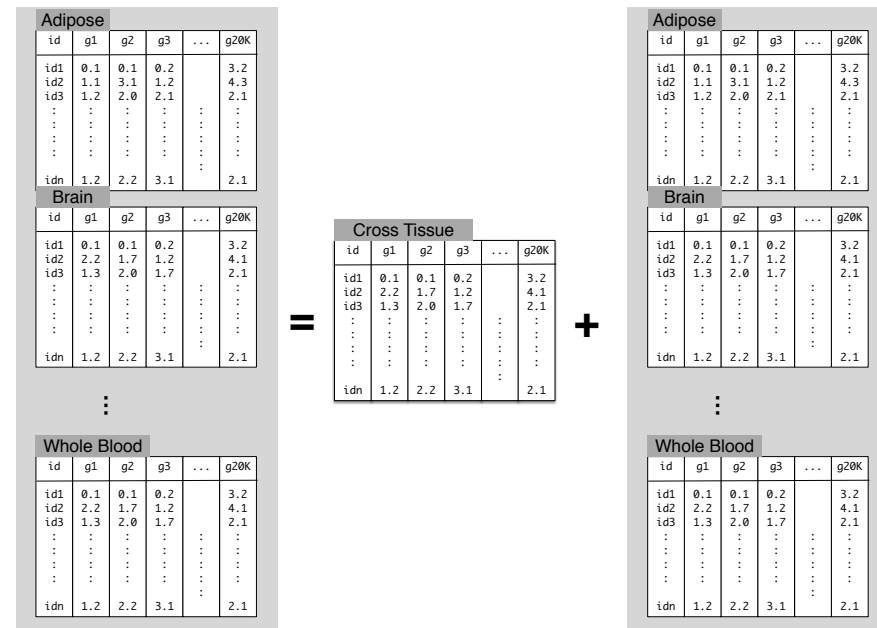 Adipose
id g1 g2 g3 ... g20K
id1 0.1 0.1 0.2 3.2
id2 1.1 3.1 1.2 4.3
id3 1.2 2.0 2.1 2.1
: : : : : :
: : : : : :
: : : : : :
: : : : : :
:
idn 1.2 2.2 3.1 2.1
Brain
id g1 g2 g3 ... g20K
id1 0.1 0.1 0.2 3.2
id2 2.2 1.7 1.2 4.1
id3 1.3 2.0 1.7 2.1
: : : : : :
: : : : : :
: : : : : :
: : : : : :
:
idn 1.2 2.2 3.1 2.1
⋮
Whole Blood
id g1 g2 g3 ... g20K
id1 0.1 0.1 0.2 3.2
id2 2.2 1.7 1.2 4.1
id3 1.3 2.0 1.7 2.1
: : : : : :
: : : : : :
: : : : : :
: : : : : :
:
idn 1.2 2.2 3.1 2.1
=
Cross Tissue
id g1 g2 g3 ... g20K
id1 0.1 0.1 0.2 3.2
id2 2.2 1.7 1.2 4.1
id3 1.3 2.0 1.7 2.1
: : : : : :
: : : : : :
: : : : : :
: : : : : :
:
idn 1.2 2.2 3.1 2.1
+
Adipose
id g1 g2 g3 ... g20K
id1 0.1 0.1 0.2 3.2
id2 1.1 3.1 1.2 4.3
id3 1.2 2.0 2.1 2.1
: : : : : :
: : : : : :
: : : : : :
: : : : : :
:
idn 1.2 2.2 3.1 2.1
Brain
id g1 g2 g3 ... g20K
id1 0.1 0.1 0.2 3.2
id2 2.2 1.7 1.2 4.1
id3 1.3 2.0 1.7 2.1
: : : : : :
: : : : : :
: : : : : :
: : : : : :
:
idn 1.2 2.2 3.1 2.1
⋮
Whole Blood
id g1 g2 g3 ... g20K
id1 0.1 0.1 0.2 3.2
id2 2.2 1.7 1.2 4.1
id3 1.3 2.0 1.7 2.1
: : : : : :
: : : : : :
: : : : : :
: : : : : :
:
idn 1.2 2.2 3.1 2.1